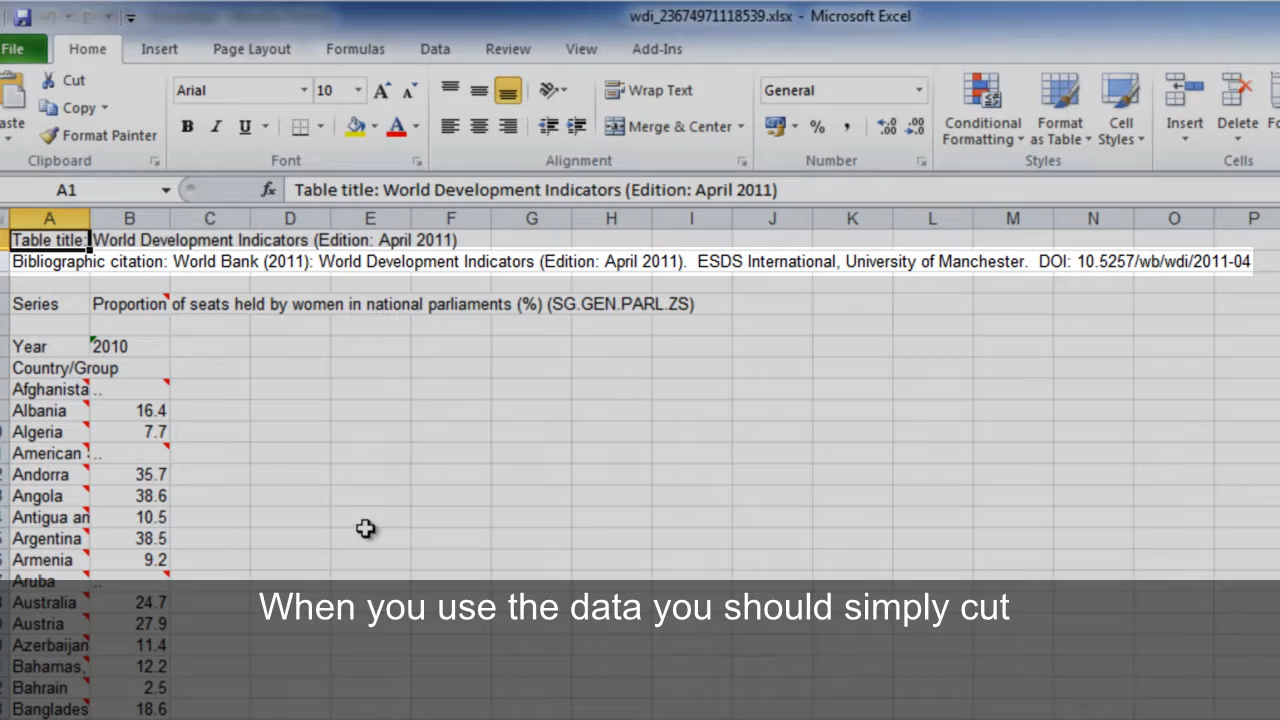 wdi_23674971118539.xlsx - Microsoft Excel
File Home Insert Page Layout Formulas Data Review View Add-Ins
Cut
Copy
Format Painter
Clipboard
Arial 10
B I U A
Font
Wrap Text
Merge & Center
Alignment
General
% ,
Number
Conditional Formatting
Format as Table
Cell Styles
Styles
Insert Delete
Cells
A1 fx Table title: World Development Indicators (Edition: April 2011)
A B C D E F G H I J K L M N O P
Table title: World Development Indicators (Edition: April 2011)
Bibliographic citation: World Bank (2011): World Development Indicators (Edition: April 2011). ESDS International, University of Manchester. DOI: 10.5257/wb/wdi/2011-04
Series Proportion of seats held by women in national parliaments (%) (SG.GEN.PARL.ZS)
Year 2010
Country/Group
Afghanista ..
Albania 16.4
Algeria 7.7
American ..
Andorra 35.7
Angola 38.6
Antigua an 10.5
Argentina 38.5
Armenia 9.2
Aruba ..
Australia 24.7
Austria 27.9
Azerbaijan 11.4
Bahamas, 12.2
Bahrain 2.5
Banglades 18.6
When you use the data you should simply cut